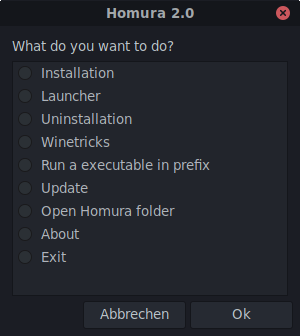 Homura 2.0
What do you want to do?
Installation
Launcher
Uninstallation
Winetricks
Run a executable in prefix
Update
Open Homura folder
About
Exit
Abbrechen
Ok